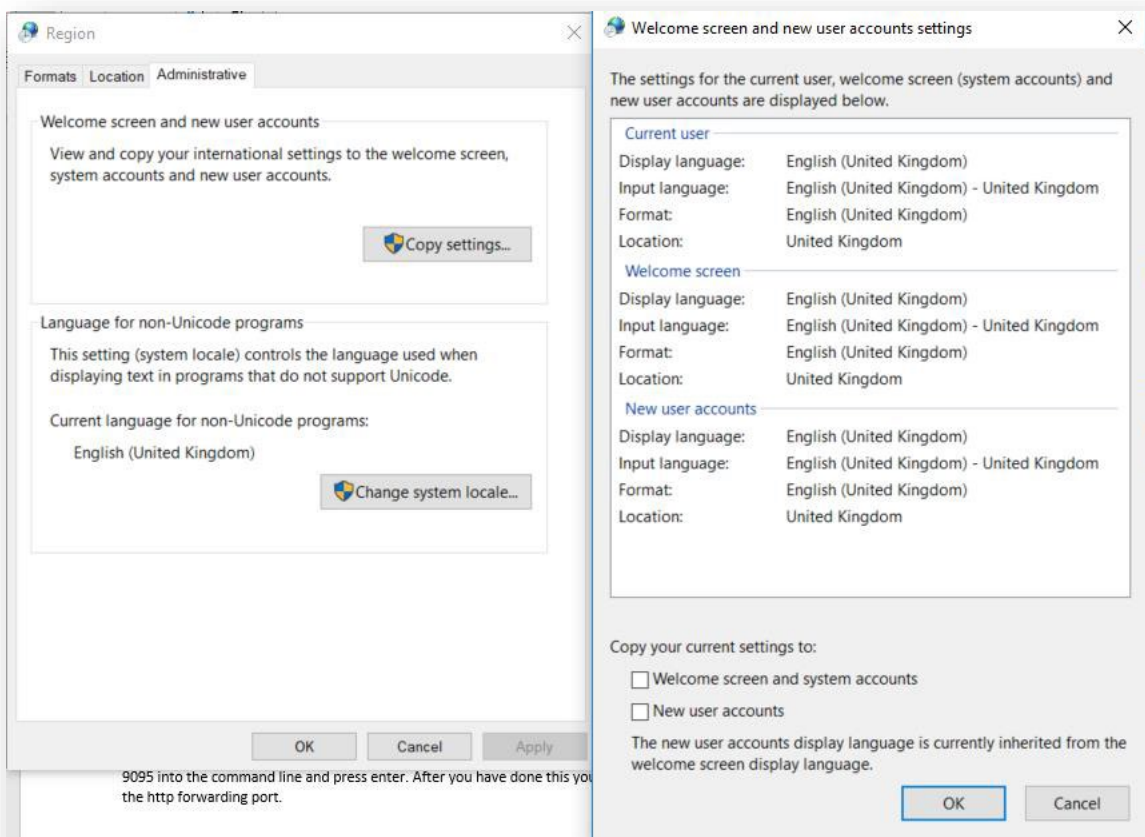 Region
Formats Location Administrative
Welcome screen and new user accounts
View and copy your international settings to the welcome screen,
system accounts and new user accounts.
Copy settings...
Language for non-Unicode programs
This setting (system locale) controls the language used when
displaying text in programs that do not support Unicode.
Current language for non-Unicode programs:
English (United Kingdom)
Change system locale...
OK Cancel Apply
9095 into the command line and press enter. After you have done this you
the http forwarding port.
Welcome screen and new user accounts settings
The settings for the current user, welcome screen (system accounts) and
new user accounts are displayed below.
Current user
Display language: English (United Kingdom)
Input language: English (United Kingdom) - United Kingdom
Format: English (United Kingdom)
Location: United Kingdom
Welcome screen
Display language: English (United Kingdom)
Input language: English (United Kingdom) - United Kingdom
Format: English (United Kingdom)
Location: United Kingdom
New user accounts
Display language: English (United Kingdom)
Input language: English (United Kingdom) - United Kingdom
Format: English (United Kingdom)
Location: United Kingdom
Copy your current settings to:
Welcome screen and system accounts
New user accounts
The new user accounts display language is currently inherited from the
welcome screen display language.
OK Cancel